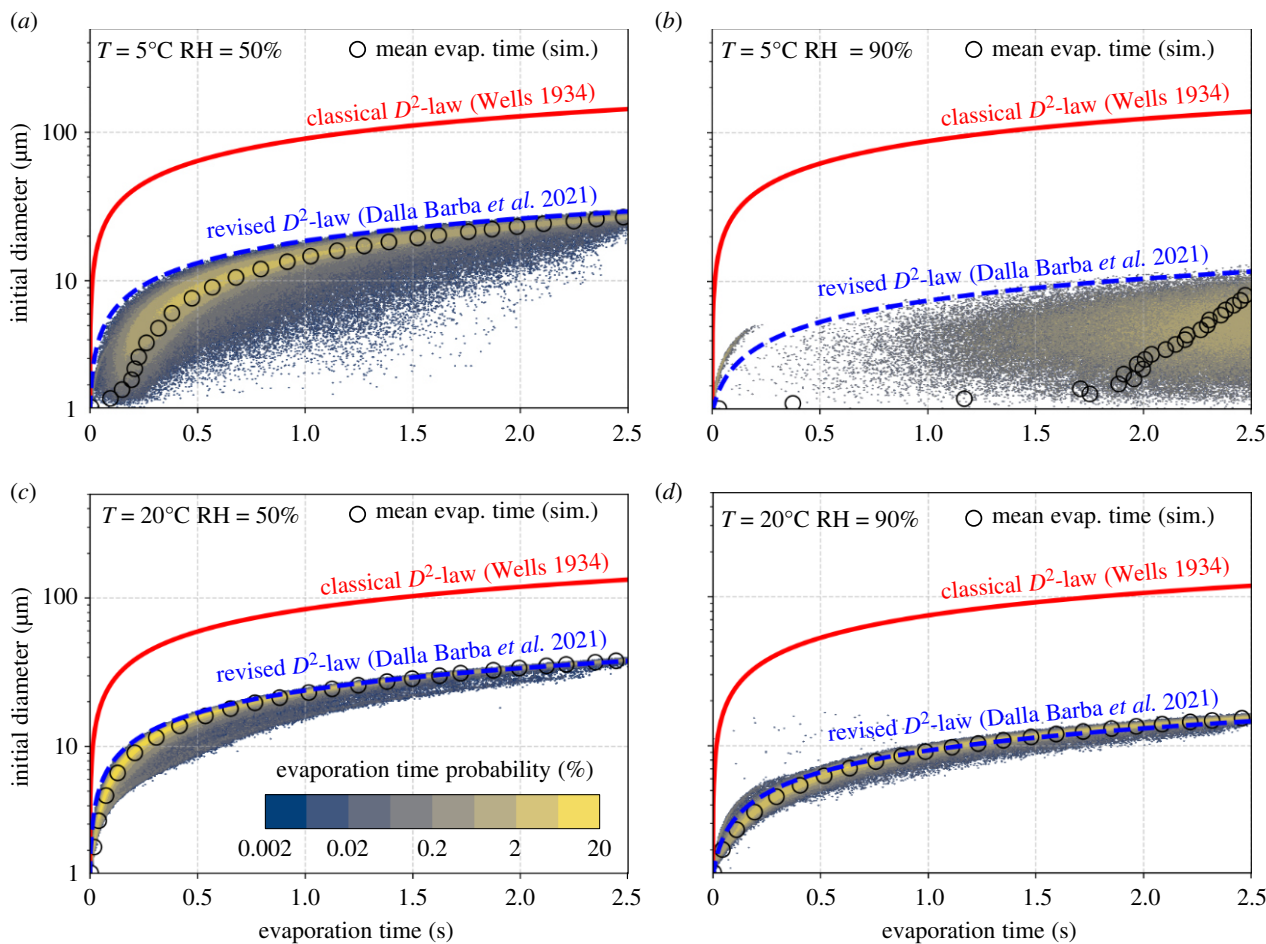 (a)
T = 5°C RH = 50%
mean evap. time (sim.)
classical D²-law (Wells 1934)
revised D²-law (Dalla Barba et al. 2021)
initial diameter (µm)
100
10
1
0
0.5
1.0
1.5
2.0
2.5
(b)
T = 5°C RH = 90%
mean evap. time (sim.)
classical D²-law (Wells 1934)
revised D²-law (Dalla Barba et al. 2021)
0
0.5
1.0
1.5
2.0
2.5
(c)
T = 20°C RH = 50%
mean evap. time (sim.)
classical D²-law (Wells 1934)
revised D²-law (Dalla Barba et al. 2021)
evaporation time probability (%)
0.002
0.02
0.2
2
20
initial diameter (µm)
100
10
1
0
0.5
1.0
1.5
2.0
2.5
evaporation time (s)
(d)
T = 20°C RH = 90%
mean evap. time (sim.)
classical D²-law (Wells 1934)
revised D²-law (Dalla Barba et al. 2021)
0
0.5
1.0
1.5
2.0
2.5
evaporation time (s)